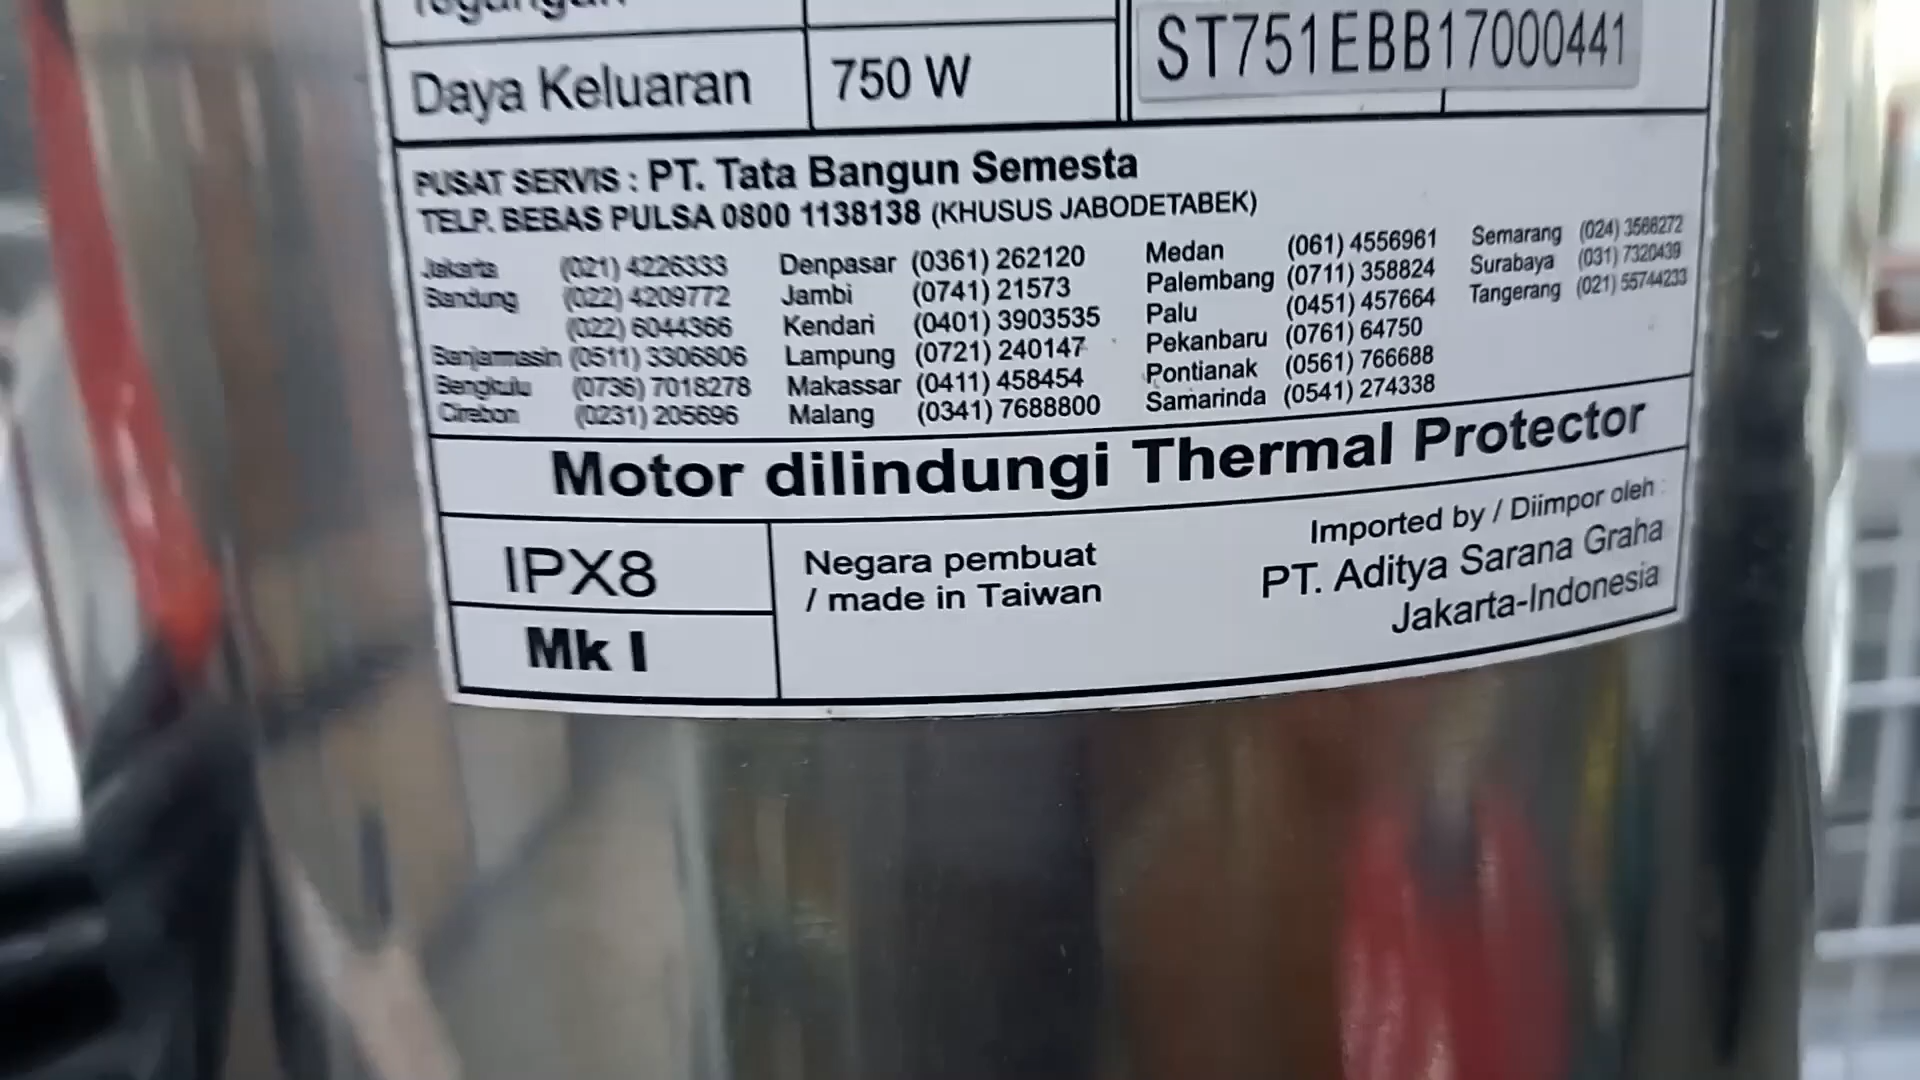 Tegangan
Daya Keluaran 750 W
ST751EBB17000441
PUSAT SERVIS : PT. Tata Bangun Semesta
TELP. BEBAS PULSA 0800 1138138 (KHUSUS JABODETABEK)
Jakarta (021) 4226333
Bandung (022) 4209772
(022) 6044366
Banjarmasin (0511) 3306806
Bengkulu (0736) 7018278
Cirebon (0231) 205696
Denpasar (0361) 262120
Jambi (0741) 21573
Kendari (0401) 3903535
Lampung (0721) 240147
Makassar (0411) 458454
Malang (0341) 7688800
Medan (061) 4556961
Palembang (0711) 358824
Palu (0451) 457664
Pekanbaru (0761) 64750
Pontianak (0561) 766688
Samarinda (0541) 274338
Semarang (024) 3566272
Surabaya (031) 7320439
Tangerang (021) 55744233
Motor dilindungi Thermal Protector
IPX8
Mk I
Negara pembuat
/ made in Taiwan
Imported by / Diimpor oleh :
PT. Aditya Sarana Graha
Jakarta-Indonesia